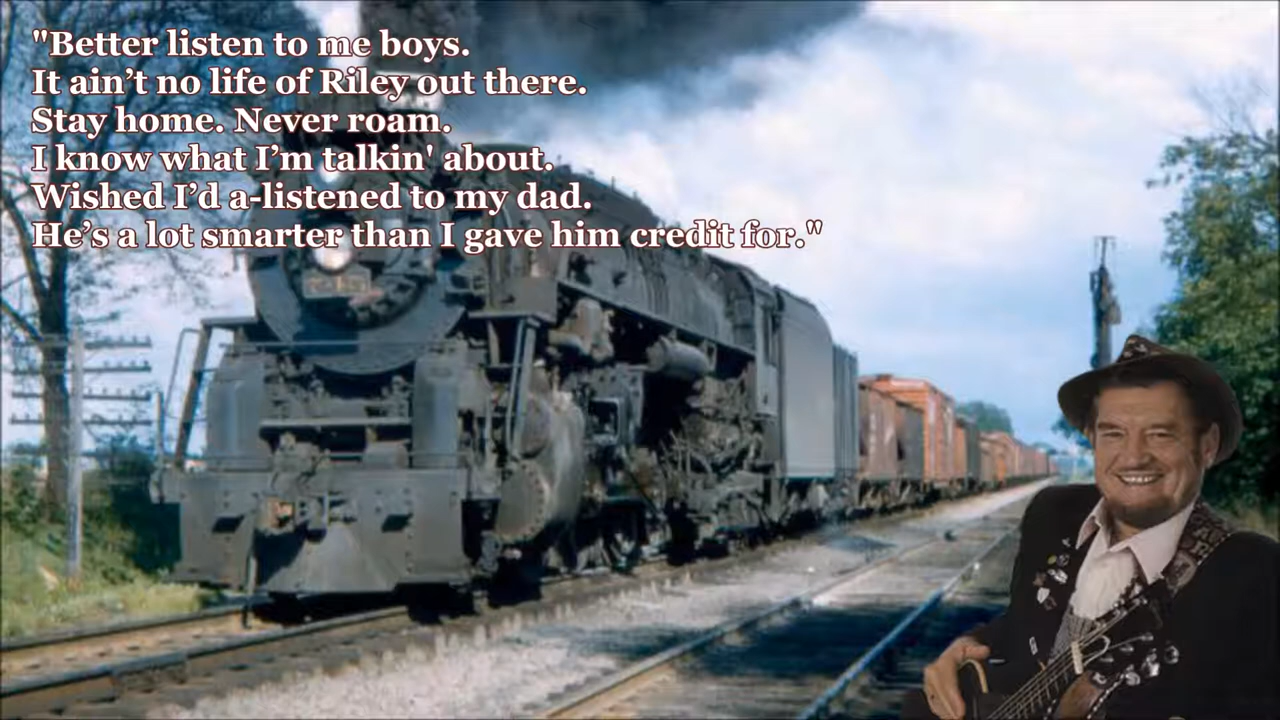 "Better listen to me boys.
It ain’t no life of Riley out there.
Stay home. Never roam.
I know what I’m talkin' about.
Wished I’d a-listened to my dad.
He’s a lot smarter than I gave him credit for."